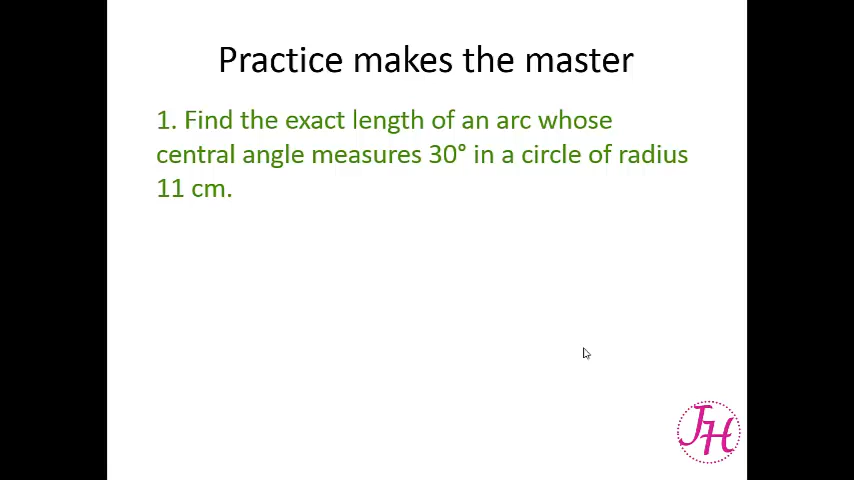 Practice makes the master
1. Find the exact length of an arc whose
central angle measures 30° in a circle of radius
11 cm.
JH